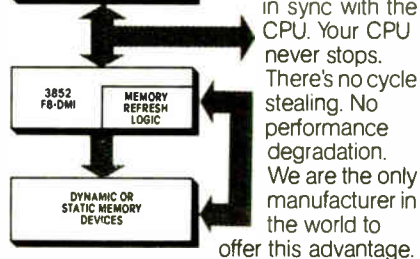 in sync with the
CPU. Your CPU
never stops.
There's no cycle
stealing. No
performance
degradation.
We are the only
manufacturer in
the world to
offer this advantage.
3852
F8-DMI
MEMORY
REFRESH
LOGIC
DYNAMIC OR
STATIC MEMORY
DEVICES